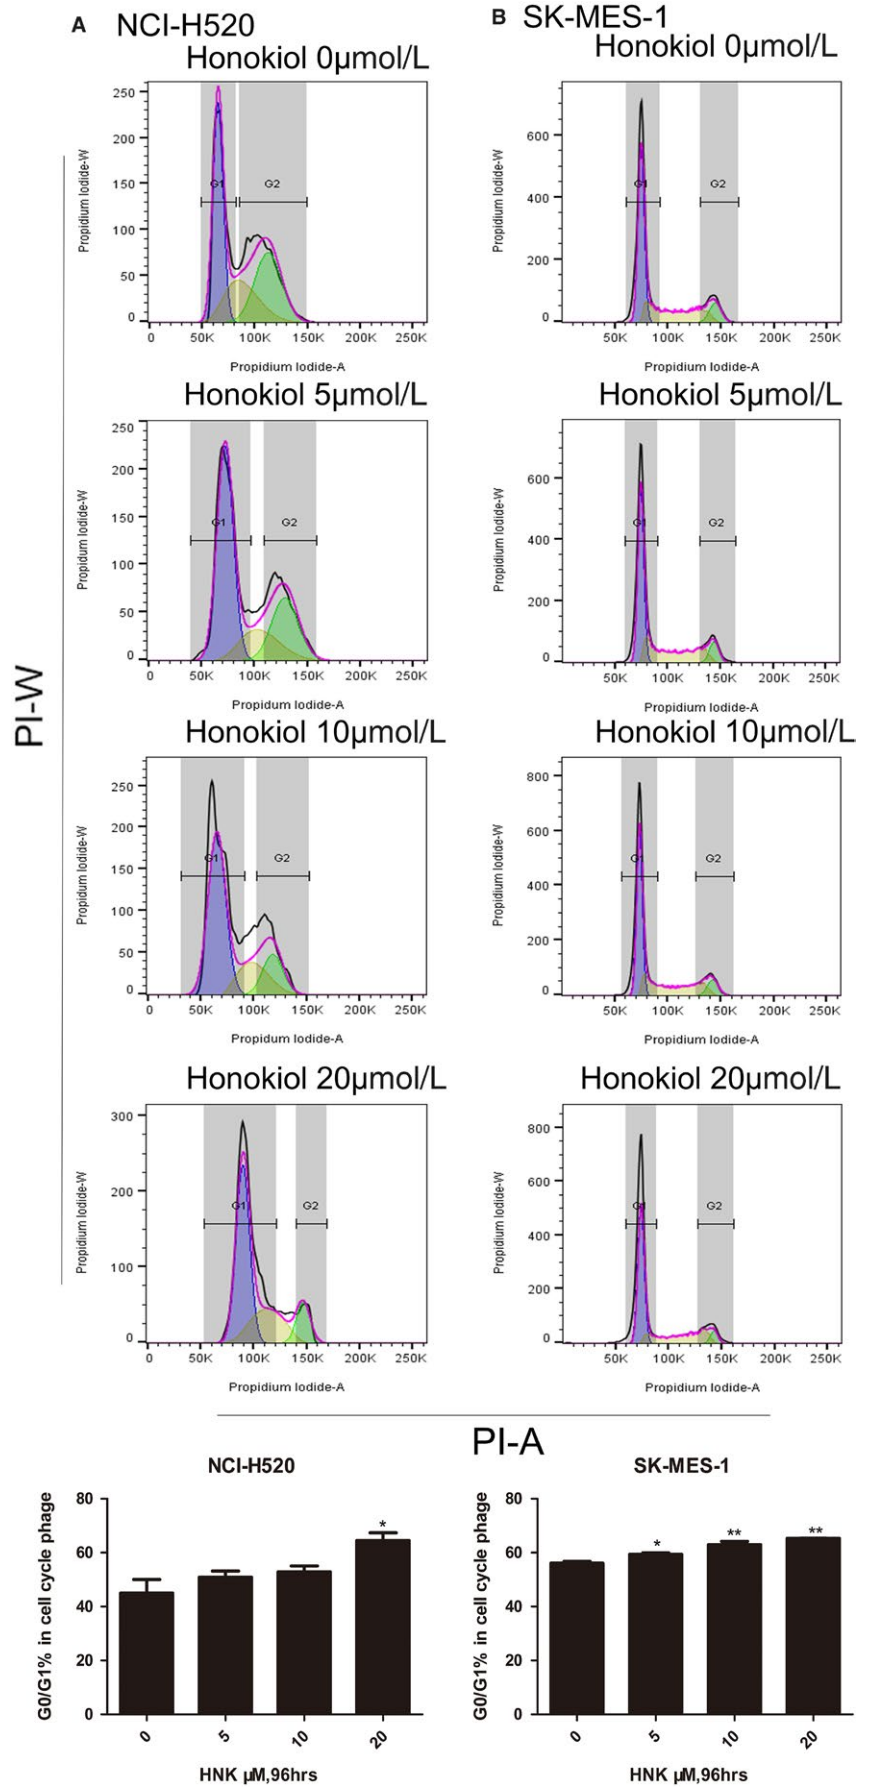 A NCI-H520
B SK-MES-1
Honokiol 0µmol/L
Honokiol 0µmol/L
250
200
150
100
50
0
Propidium Iodide-W
G1
G2
0 50K 100K 150K 200K 250K
Propidium Iodide-A
600
400
200
0
Propidium Iodide-W
G1
G2
50K 100K 150K 200K 250K
Propidium Iodide-A
Honokiol 5µmol/L
Honokiol 5µmol/L
250
200
150
100
50
0
Propidum Iodide-W
G1
G2
0 50K 100K 150K 200K 250K
Propidum Iodide-A
600
400
200
0
Propidium Iodide-W
G1
G2
50K 100K 150K 200K 250K
Propidium Iodide-A
PI-W
Honokiol 10µmol/L
Honokiol 10µmol/L
250
200
150
100
50
0
Propidium Iodide-W
G1
G2
0 50K 100K 150K 200K 250K
Propidium Iodide-A
800
600
400
200
0
Propidium Iodide-W
G1
G2
50K 100K 150K 200K 250K
Propidium Iodide-A
Honokiol 20µmol/L
Honokiol 20µmol/L
300
200
100
0
Propidium Iodide-W
G1
G2
0 50K 100K 150K 200K 250K
Propidium Iodide-A
800
600
400
200
0
Propidium Iodide-W
G1
G2
50K 100K 150K 200K 250K
Propidium Iodide-A
PI-A
NCI-H520
80
60
40
20
0
G0/G1% in cell cycle phage
*
0 5 10 20
HNK µM,96hrs
SK-MES-1
80
60
40
20
0
G0/G1% in cell cycle phage
* ** **
0 5 10 20
HNK µM,96hrs